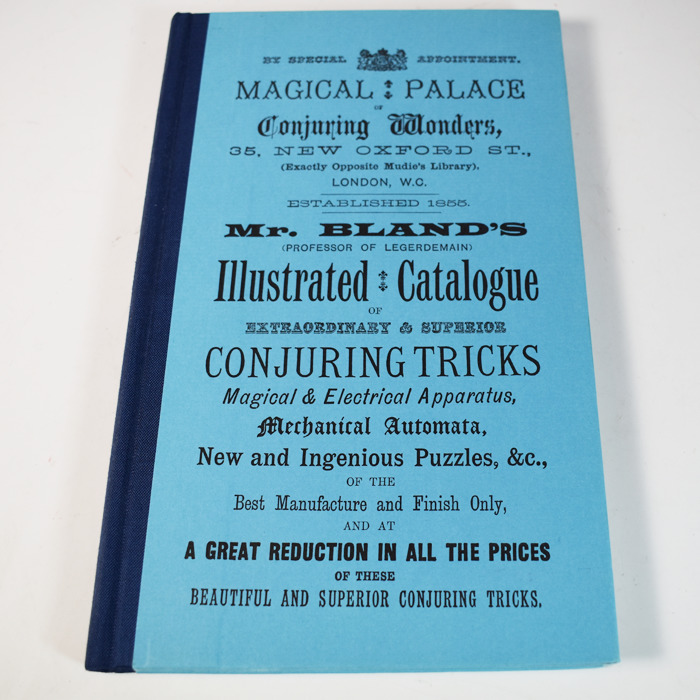 BY SPECIAL APPOINTMENT.
MAGICAL PALACE
OF
Conjuring Wonders,
35, NEW OXFORD ST.,
(Exactly Opposite Mudie's Library).
LONDON, W.C.
ESTABLISHED 1855.
Mr. BLAND'S
(PROFESSOR OF LEGERDEMAIN)
Illustrated Catalogue
OF
EXTRAORDINARY & SUPERIOR
CONJURING TRICKS
Magical & Electrical Apparatus,
Mechanical Automata,
New and Ingenious Puzzles, &c.,
OF THE
Best Manufacture and Finish Only,
AND AT
A GREAT REDUCTION IN ALL THE PRICES
OF THESE
BEAUTIFUL AND SUPERIOR CONJURING TRICKS.